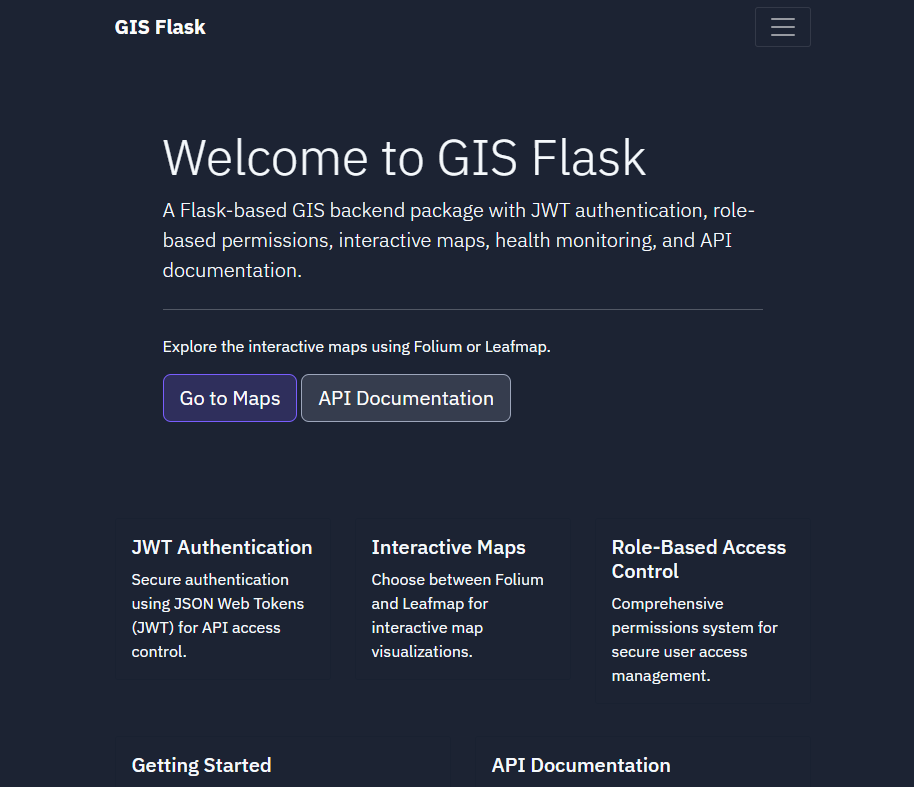 GIS Flask
Welcome to GIS Flask
A Flask-based GIS backend package with JWT authentication, role-
based permissions, interactive maps, health monitoring, and API
documentation.
Explore the interactive maps using Folium or Leafmap.
Go to Maps
API Documentation
JWT Authentication
Secure authentication
using JSON Web Tokens
(JWT) for API access
control.
Interactive Maps
Choose between Folium
and Leafmap for
interactive map
visualizations.
Role-Based Access
Control
Comprehensive
permissions system for
secure user access
management.
Getting Started
API Documentation